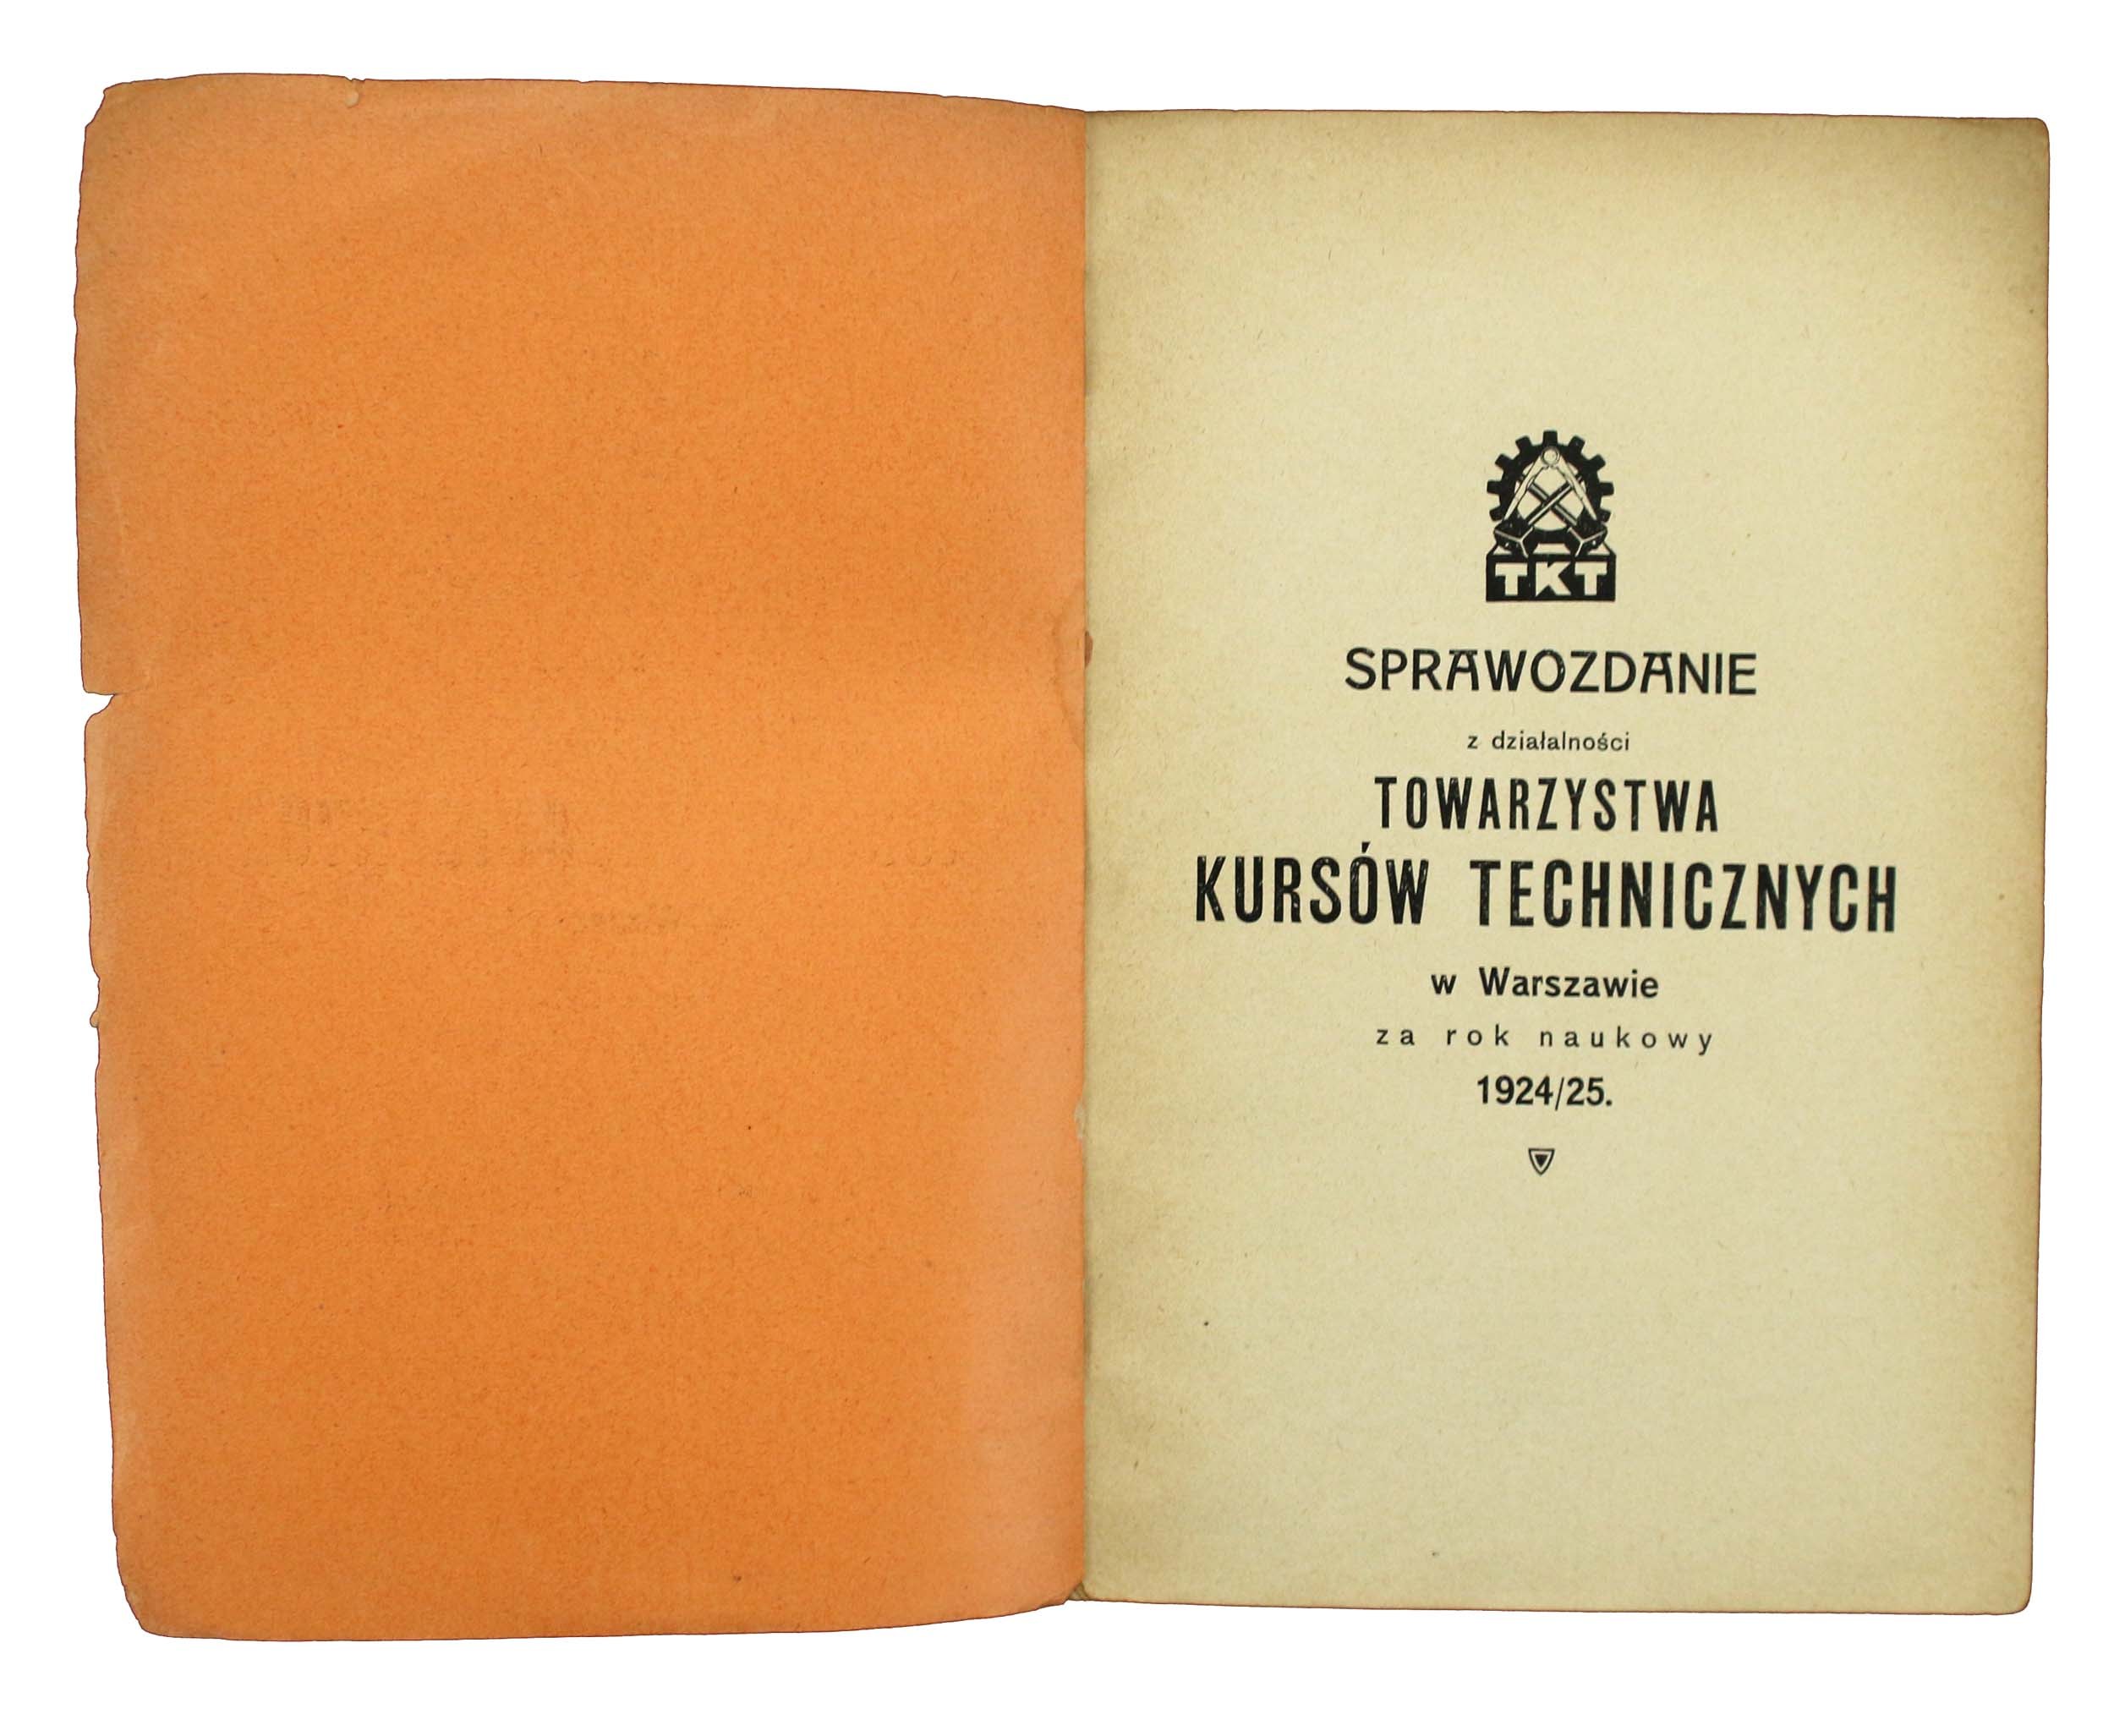 TKT
SPRAWOZDANIE
z działalności
TOWARZYSTWA
KURSÓW TECHNICZNYCH
w Warszawie
za rok naukowy
1924/25.